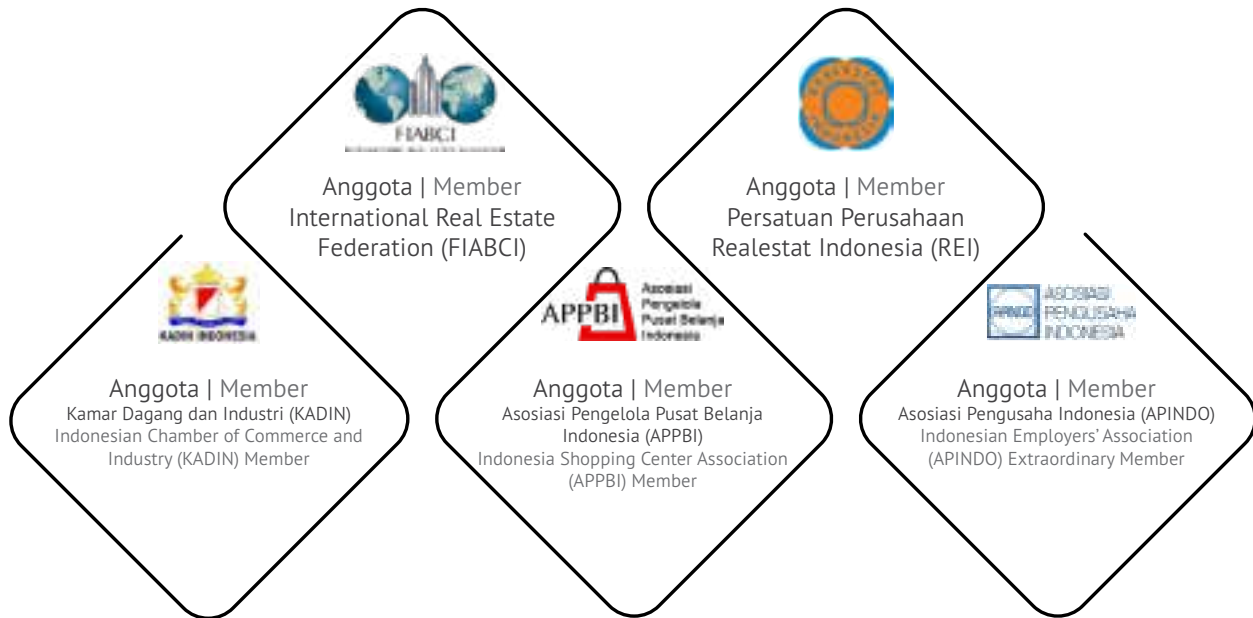 FIABCI
Anggota | Member
International Real Estate
Federation (FIABCI)
REALESTAT
INDONESIA
Anggota | Member
Persatuan Perusahaan
Realestat Indonesia (REI)
KADIN INDONESIA
Anggota | Member
Kamar Dagang dan Industri (KADIN)
Indonesian Chamber of Commerce and
Industry (KADIN) Member
APPBI
Asosiasi
Pengelola
Pusat Belanja
Indonesia
Anggota | Member
Asosiasi Pengelola Pusat Belanja
Indonesia (APPBI)
Indonesia Shopping Center Association
(APPBI) Member
APINDO
ASOSIASI
PENGUSAHA
INDONESIA
Anggota | Member
Asosiasi Pengusaha Indonesia (APINDO)
Indonesian Employers’ Association
(APINDO) Extraordinary Member